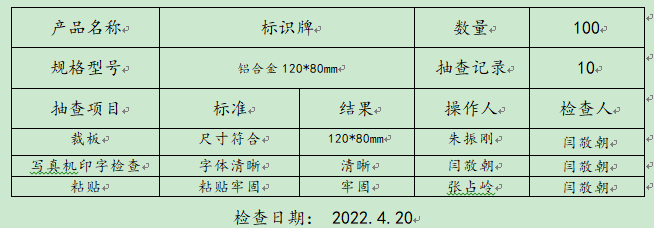 产品名称 标识牌 数量 100
规格型号 铝合金 120*80mm 抽查记录 10
抽查项目 标准 结果 操作人 检查人
裁板 尺寸符合 120*80mm 朱振刚 闫敬朝
写真机印字检查 字体清晰 清晰 闫敬朝 闫敬朝
粘贴 粘贴牢固 牢固 张占岭 闫敬朝
检查日期： 2022.4.20